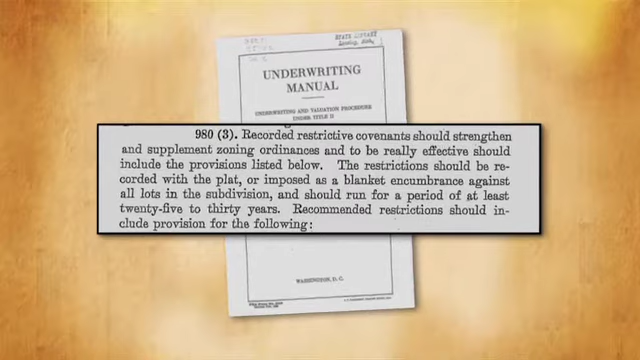 STATE LIBRARY
UNDERWRITING
MANUAL
UNDERWRITING AND VALUATION PROCEDURE
UNDER TITLE II
980 (3). Recorded restrictive covenants should strengthen
and supplement zoning ordinances and to be really effective should
include the provisions listed below. The restrictions should be re-
corded with the plat, or imposed as a blanket encumbrance against
all lots in the subdivision, and should run for a period of at least
twenty-five to thirty years. Recommended restrictions should in-
clude provision for the following:
WASHINGTON, D. C.